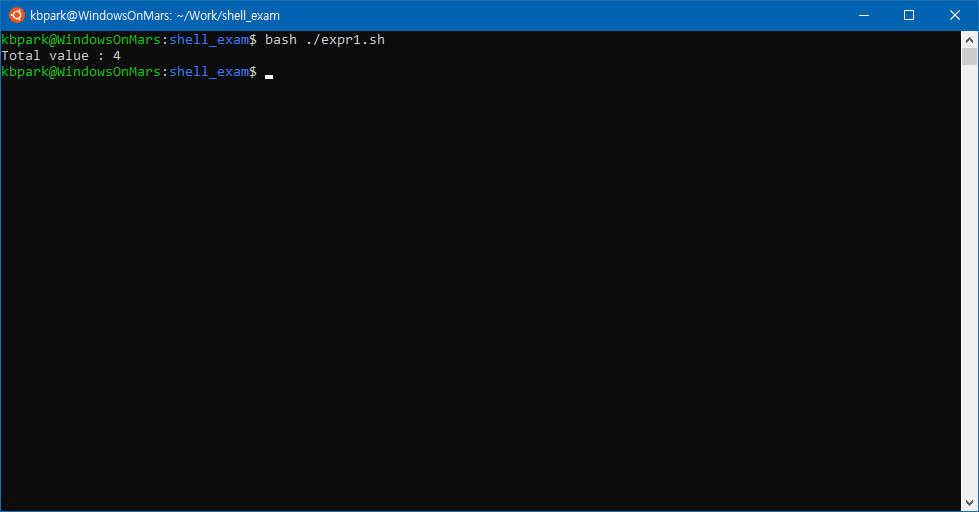 kbpark@WindowsOnMars: ~/Work/shell_exam
kbpark@WindowsOnMars:shell_exam$ bash ./expr1.sh
Total value : 4
kbpark@WindowsOnMars:shell_exam$